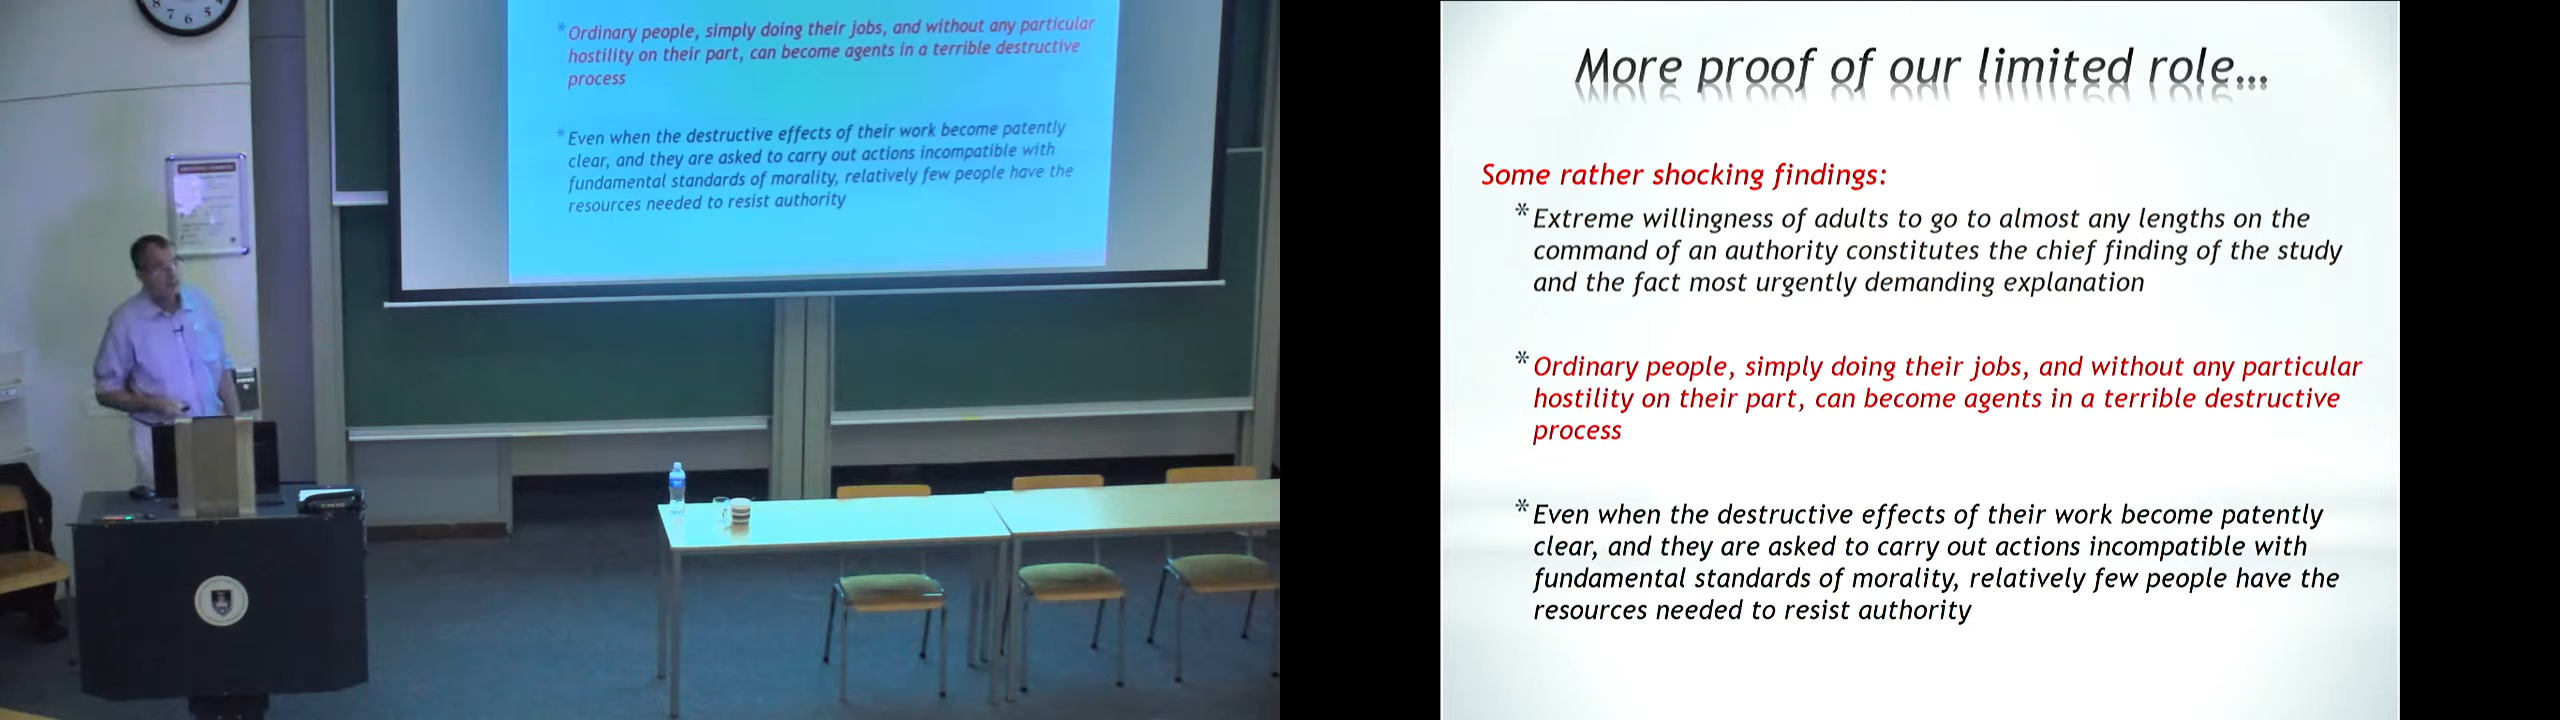 8 7 6 5
* Ordinary people, simply doing their jobs, and without any particular
hostility on their part, can become agents in a terrible destructive
process
* Even when the destructive effects of their work become patently
clear, and they are asked to carry out actions incompatible with
fundamental standards of morality, relatively few people have the
resources needed to resist authority
More proof of our limited role...
Some rather shocking findings:
* Extreme willingness of adults to go to almost any lengths on the
command of an authority constitutes the chief finding of the study
and the fact most urgently demanding explanation
* Ordinary people, simply doing their jobs, and without any particular
hostility on their part, can become agents in a terrible destructive
process
* Even when the destructive effects of their work become patently
clear, and they are asked to carry out actions incompatible with
fundamental standards of morality, relatively few people have the
resources needed to resist authority